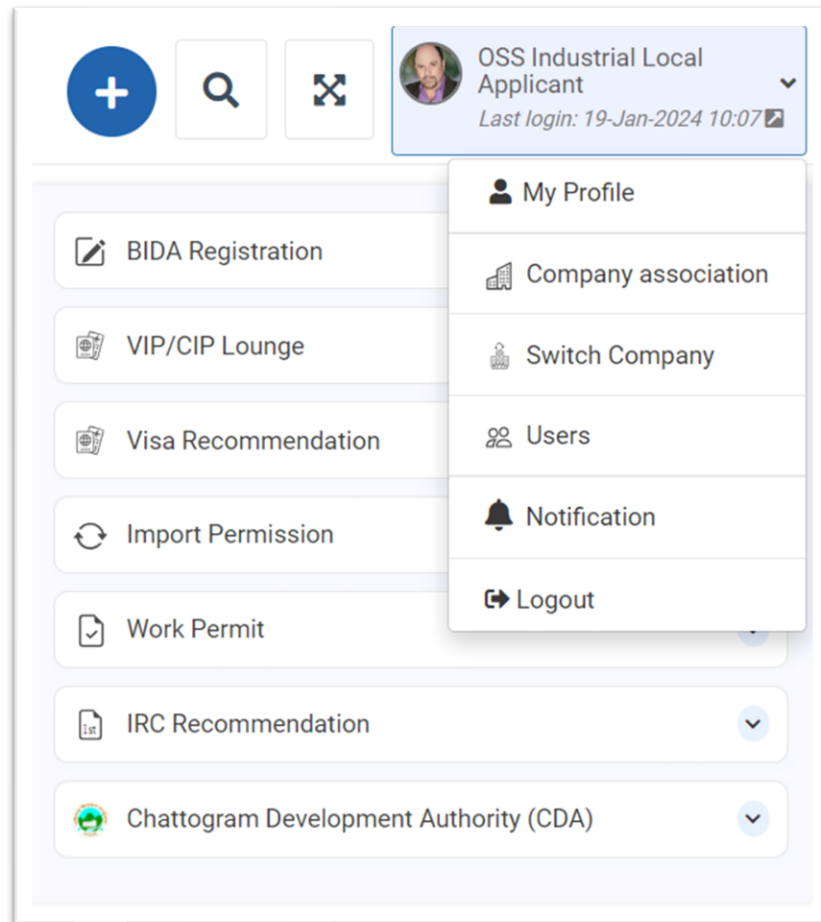 OSS Industrial Local
Applicant
Last login: 19-Jan-2024 10:07
My Profile
Company association
Switch Company
Users
Notification
Logout
BIDA Registration
VIP/CIP Lounge
Visa Recommendation
Import Permission
Work Permit
1st
IRC Recommendation
Chattogram Development Authority (CDA)